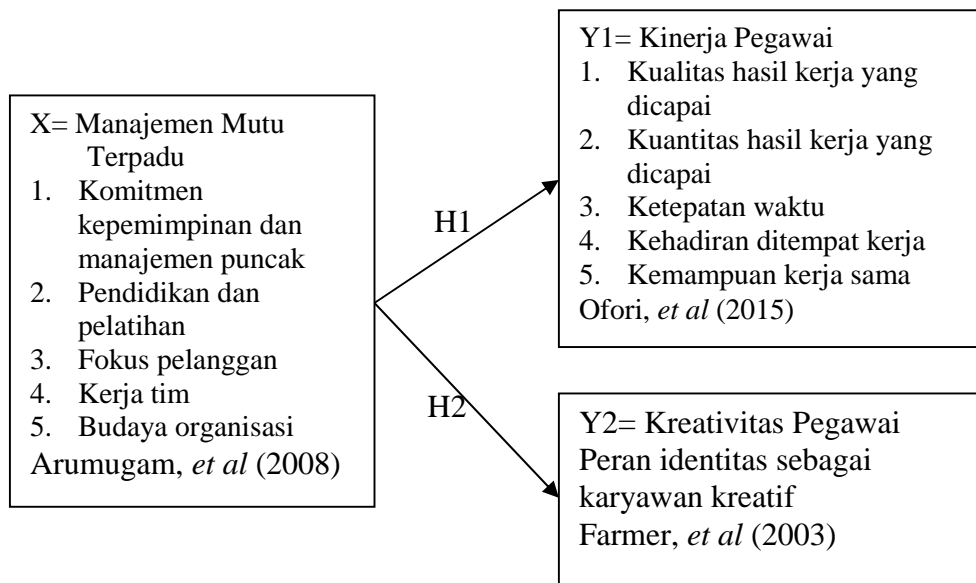 X= Manajemen Mutu
Terpadu
1. Komitmen
kepemimpinan dan
manajemen puncak
2. Pendidikan dan
pelatihan
3. Fokus pelanggan
4. Kerja tim
5. Budaya organisasi
Arumugam, et al (2008)
H1
H2
Y1= Kinerja Pegawai
1. Kualitas hasil kerja yang
dicapai
2. Kuantitas hasil kerja yang
dicapai
3. Ketepatan waktu
4. Kehadiran ditempat kerja
5. Kemampuan kerja sama
Ofori, et al (2015)
Y2= Kreativitas Pegawai
Peran identitas sebagai
karyawan kreatif
Farmer, et al (2003)